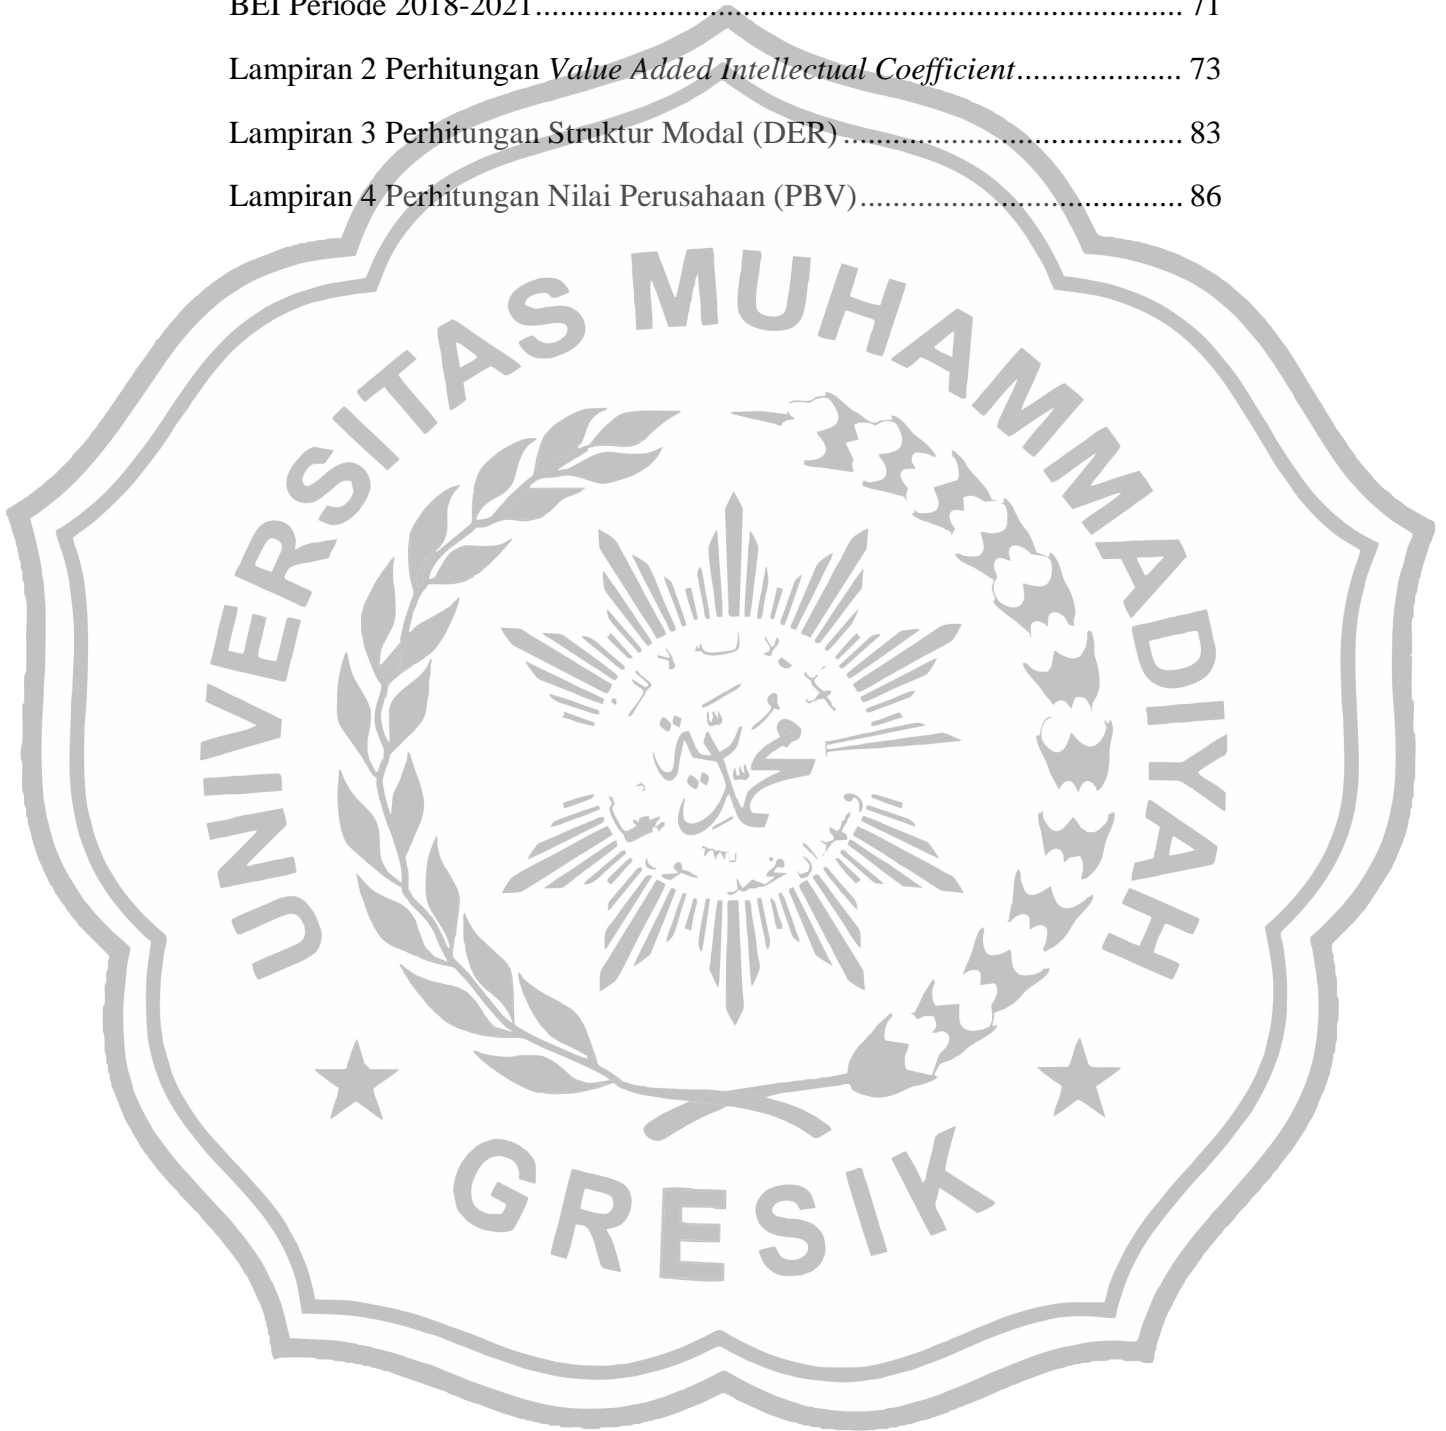 BEI Periode 2018-2021............................................................................... 71
Lampiran 2 Perhitungan Value Added Intellectual Coefficient.................... 73
Lampiran 3 Perhitungan Struktur Modal (DER)......................................... 83
Lampiran 4 Perhitungan Nilai Perusahaan (PBV)....................................... 86
UNIVERSITAS MUHAMMADIYAH
محمدية
GRESIK